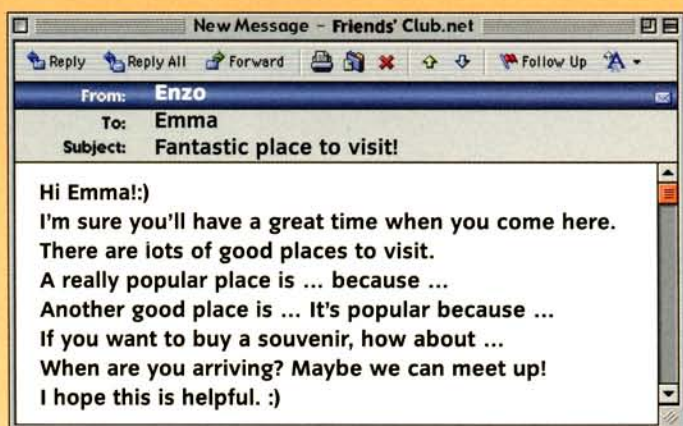 New Message – Friends' Club.net
Reply Reply All Forward Follow Up A
From: Enzo
To: Emma
Subject: Fantastic place to visit!
Hi Emma!:)
I'm sure you'll have a great time when you come here.
There are lots of good places to visit.
A really popular place is ... because ...
Another good place is ... It's popular because ...
If you want to buy a souvenir, how about ...
When are you arriving? Maybe we can meet up!
I hope this is helpful. :)